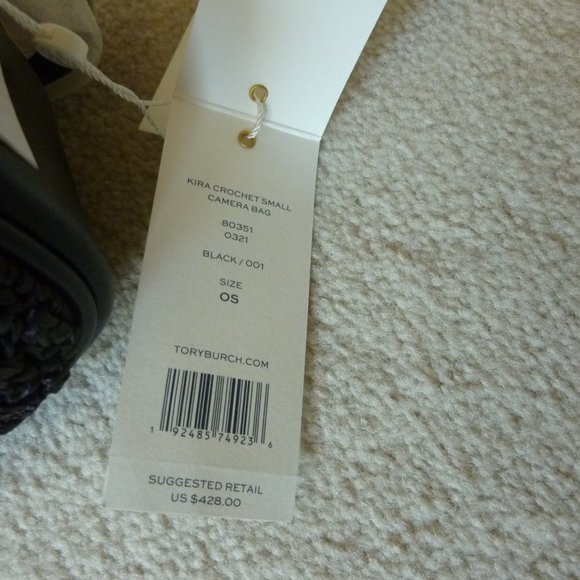 KIRA CROCHET SMALL
CAMERA BAG
80351
0321
BLACK / 001
SIZE
OS
TORYBURCH.COM
1 92485 74923 6
SUGGESTED RETAIL
US $428.00